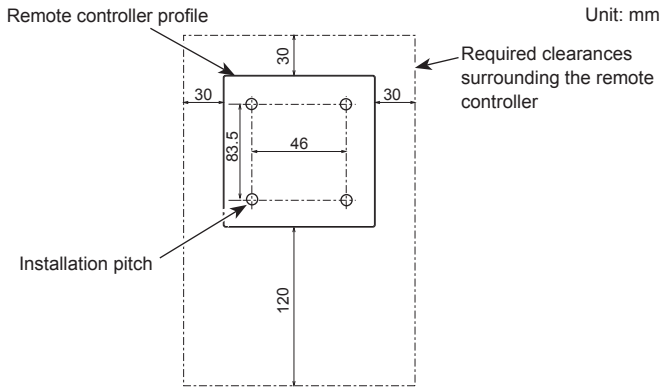 Remote controller profile
Unit: mm
30
Required clearances
surrounding the remote
controller
30
30
83.5
46
Installation pitch
120